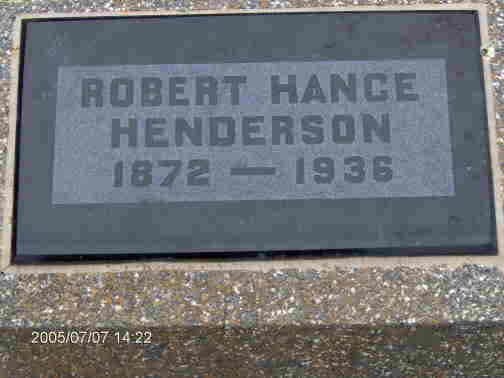 ROBERT HANCE
HENDERSON
1872 — 1936
2005/07/07 14:22